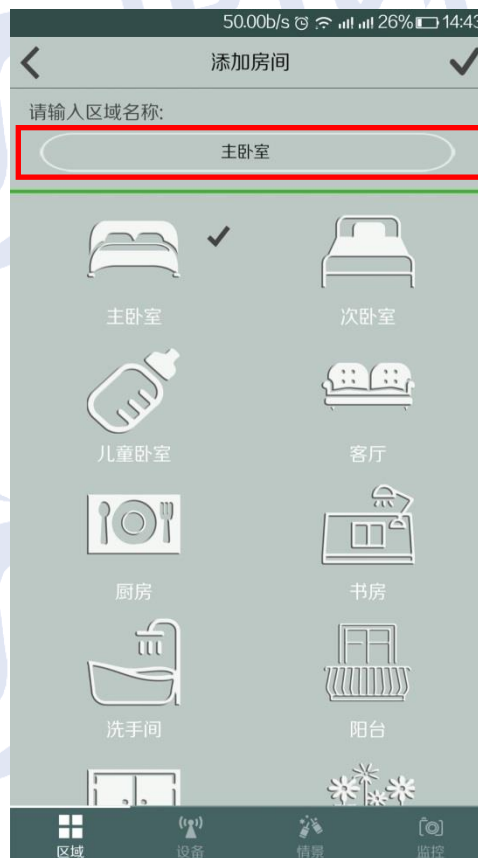 50.00b/s 26% 14:43
添加房间
请输入区域名称:
主卧室
主卧室 次卧室
儿童卧室 客厅
厨房 书房
洗手间 阳台
区域 设备 情景 监控